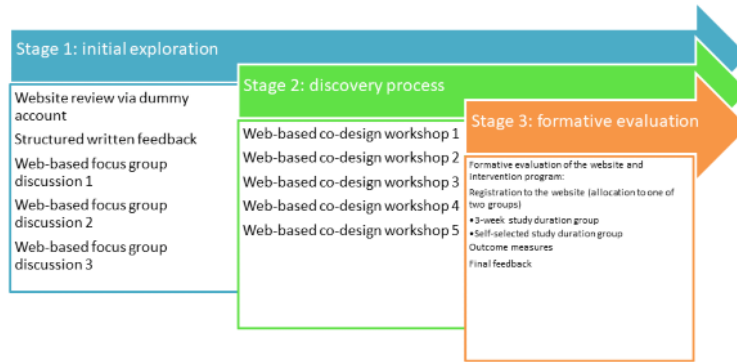 Stage 1: initial exploration
Website review via dummy
account
Structured written feedback
Web-based focus group
discussion 1
Web-based focus group
discussion 2
Web-based focus group
discussion 3
Stage 2: discovery process
Web-based co-design workshop 1
Web-based co-design workshop 2
Web-based co-design workshop 3
Web-based co-design workshop 4
Web-based co-design workshop 5
Stage 3: formative evaluation
Formative evaluation of the website and
intervention program:
Registration to the website (allocation to one of
two groups)
•3-week study duration group
•Self-selected study duration group
Outcome measures
Final feedback